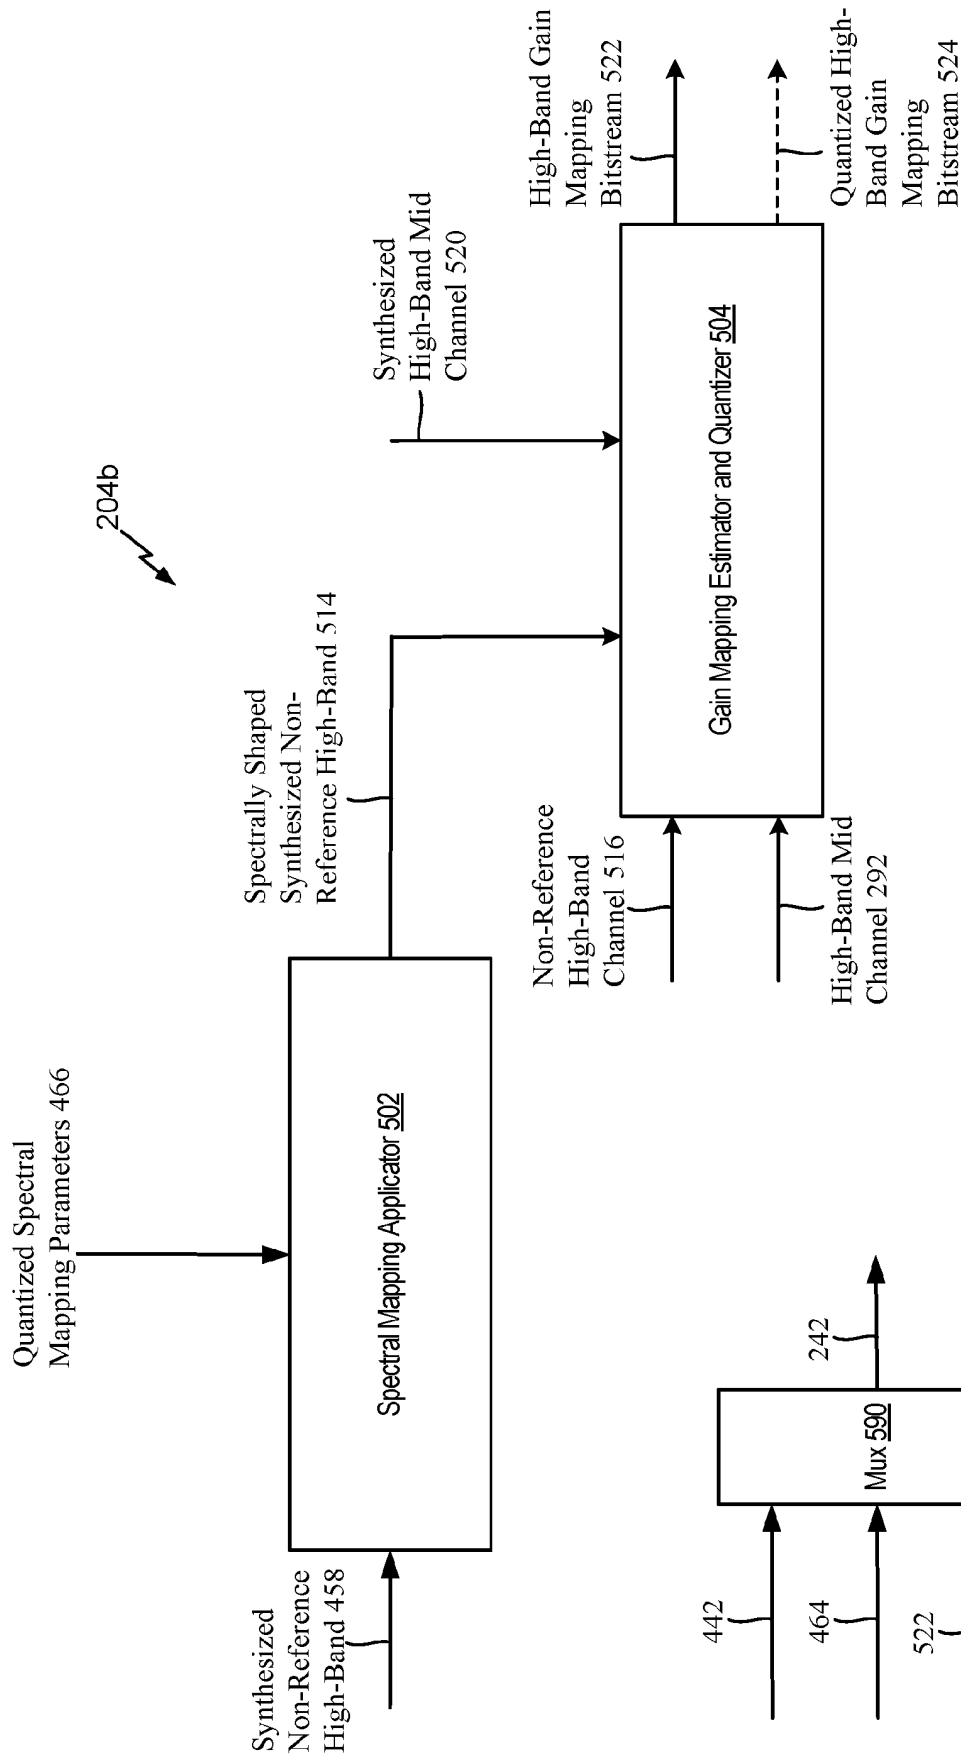 204b
Quantized Spectral
Mapping Parameters 466
Synthesized
Non-Reference
High-Band 458
Spectral Mapping Applicator 502
Spectrally Shaped
Synthesized Non-
Reference High-Band 514
Synthesized
High-Band Mid
Channel 520
Non-Reference
High-Band
Channel 516
High-Band Mid
Channel 292
Gain Mapping Estimator and Quantizer 504
High-Band Gain
Mapping
Bitstream 522
Quantized High-
Band Gain
Mapping
Bitstream 524
442
464
522
Mux 590
242